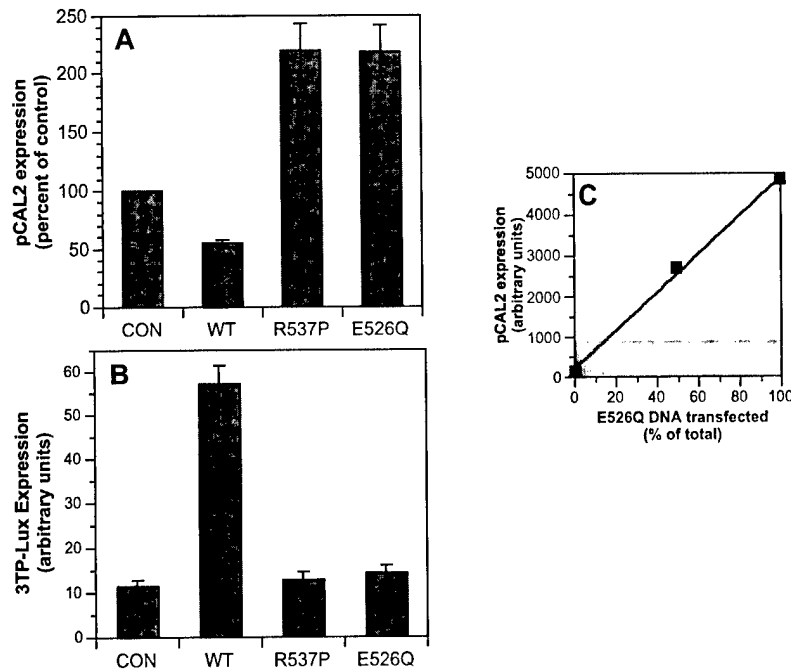 A
pCAL2 expression
(percent of control)
250
200
150
100
50
0
CON WT R537P E526Q
B
3TP-Lux Expression
(arbitrary units)
60
50
40
30
20
10
0
CON WT R537P E526Q
C
pCAL2 expression
(arbitrary units)
5000
4000
3000
2000
1000
0
0 20 40 60 80 100
E526Q DNA transfected
(% of total)